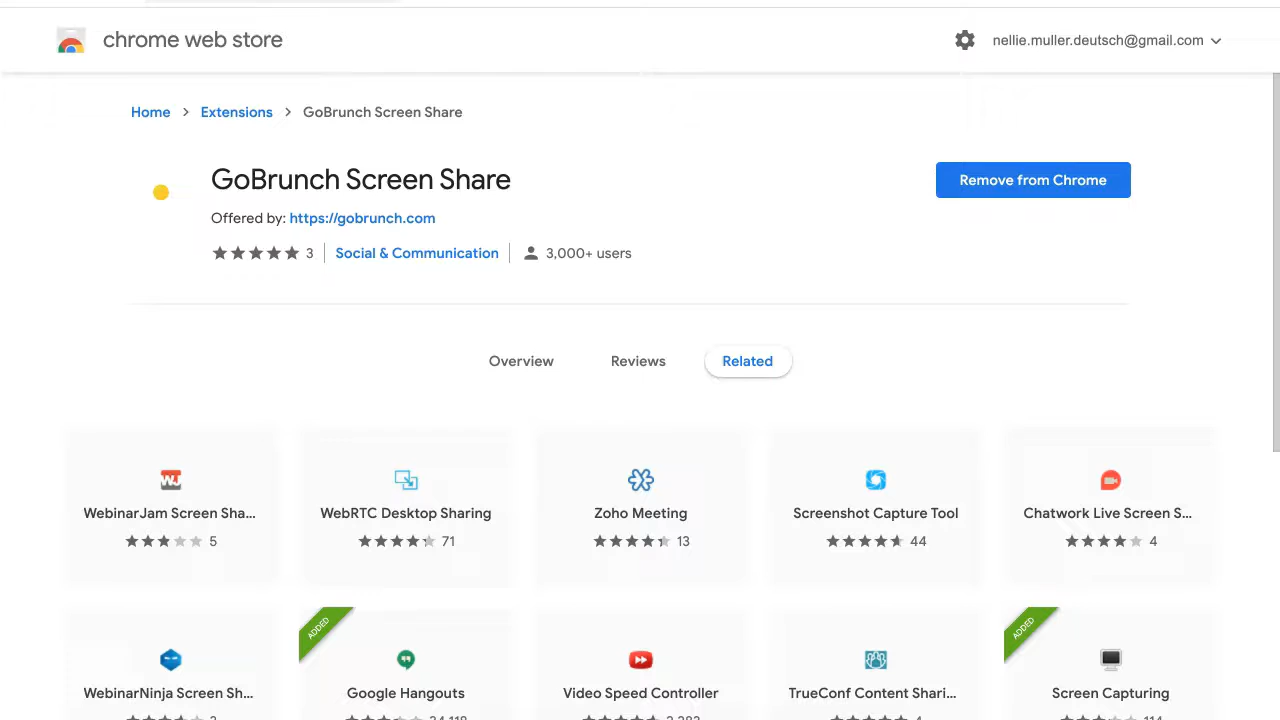 chrome web store
nellie.muller.deutsch@gmail.com
Home > Extensions > GoBrunch Screen Share
GoBrunch Screen Share
Remove from Chrome
Offered by: https://gobrunch.com
3 Social & Communication 3,000+ users
Overview Reviews Related
WJ
WebinarJam Screen Sha... WebRTC Desktop Sharing Zoho Meeting Screenshot Capture Tool Chatwork Live Screen S...
5 71 13 44 4
ADDED ADDED
WebinarNinja Screen Sh... Google Hangouts Video Speed Controller TrueConf Content Shari... Screen Capturing